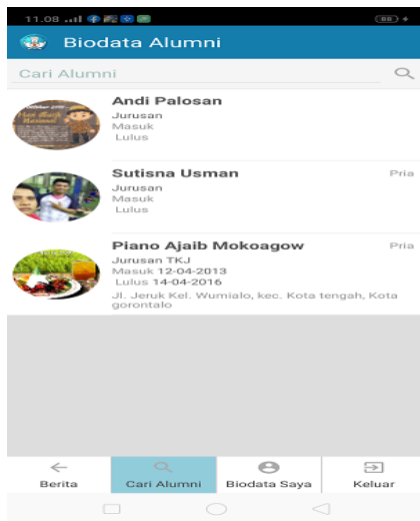 11.08
88
Biodata Alumni
Cari Alumni
Andi Palosan
Jurusan
Masuk
Lulus
Sutisna Usman
Pria
Jurusan
Masuk
Lulus
Piano Ajaib Mokoagow
Pria
Jurusan TKJ
Masuk 12-04-2013
Lulus 14-04-2016
Jl. Jeruk Kel. Wumialo, kec. Kota tengah, Kota
gorontalo
Berita
Cari Alumni
Biodata Saya
Keluar